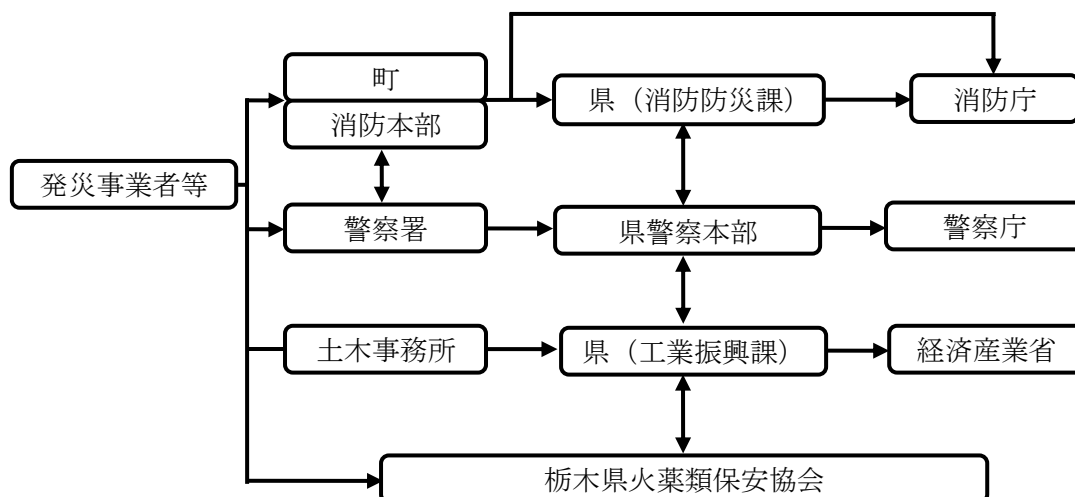 町
消防本部
県（消防防災課）
消防庁
発災事業者等
警察署
県警察本部
警察庁
土木事務所
県（工業振興課）
経済産業省
栃木県火薬類保安協会